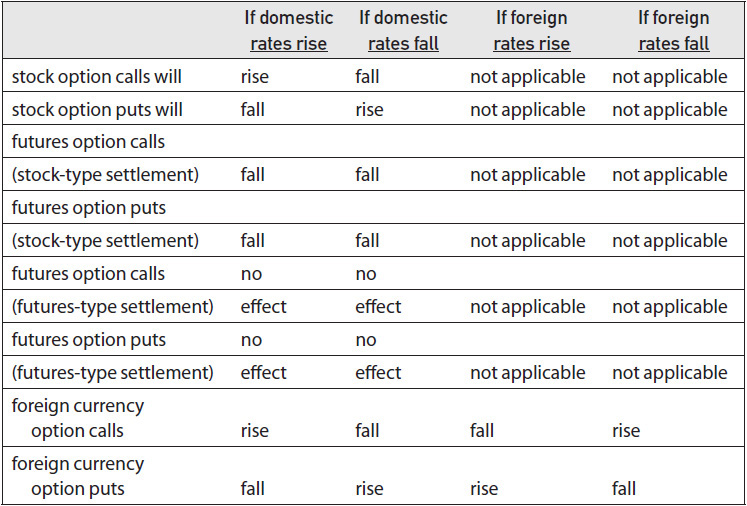 If domestic If domestic If foreign If foreign
rates rise rates fall rates rise rates fall
stock option calls will rise fall not applicable not applicable
stock option puts will fall rise not applicable not applicable
futures option calls
(stock-type settlement) fall fall not applicable not applicable
futures option puts
(stock-type settlement) fall fall not applicable not applicable
futures option calls no no
(futures-type settlement) effect effect not applicable not applicable
futures option puts no no
(futures-type settlement) effect effect not applicable not applicable
foreign currency
option calls rise fall fall rise
foreign currency
option puts fall rise rise fall